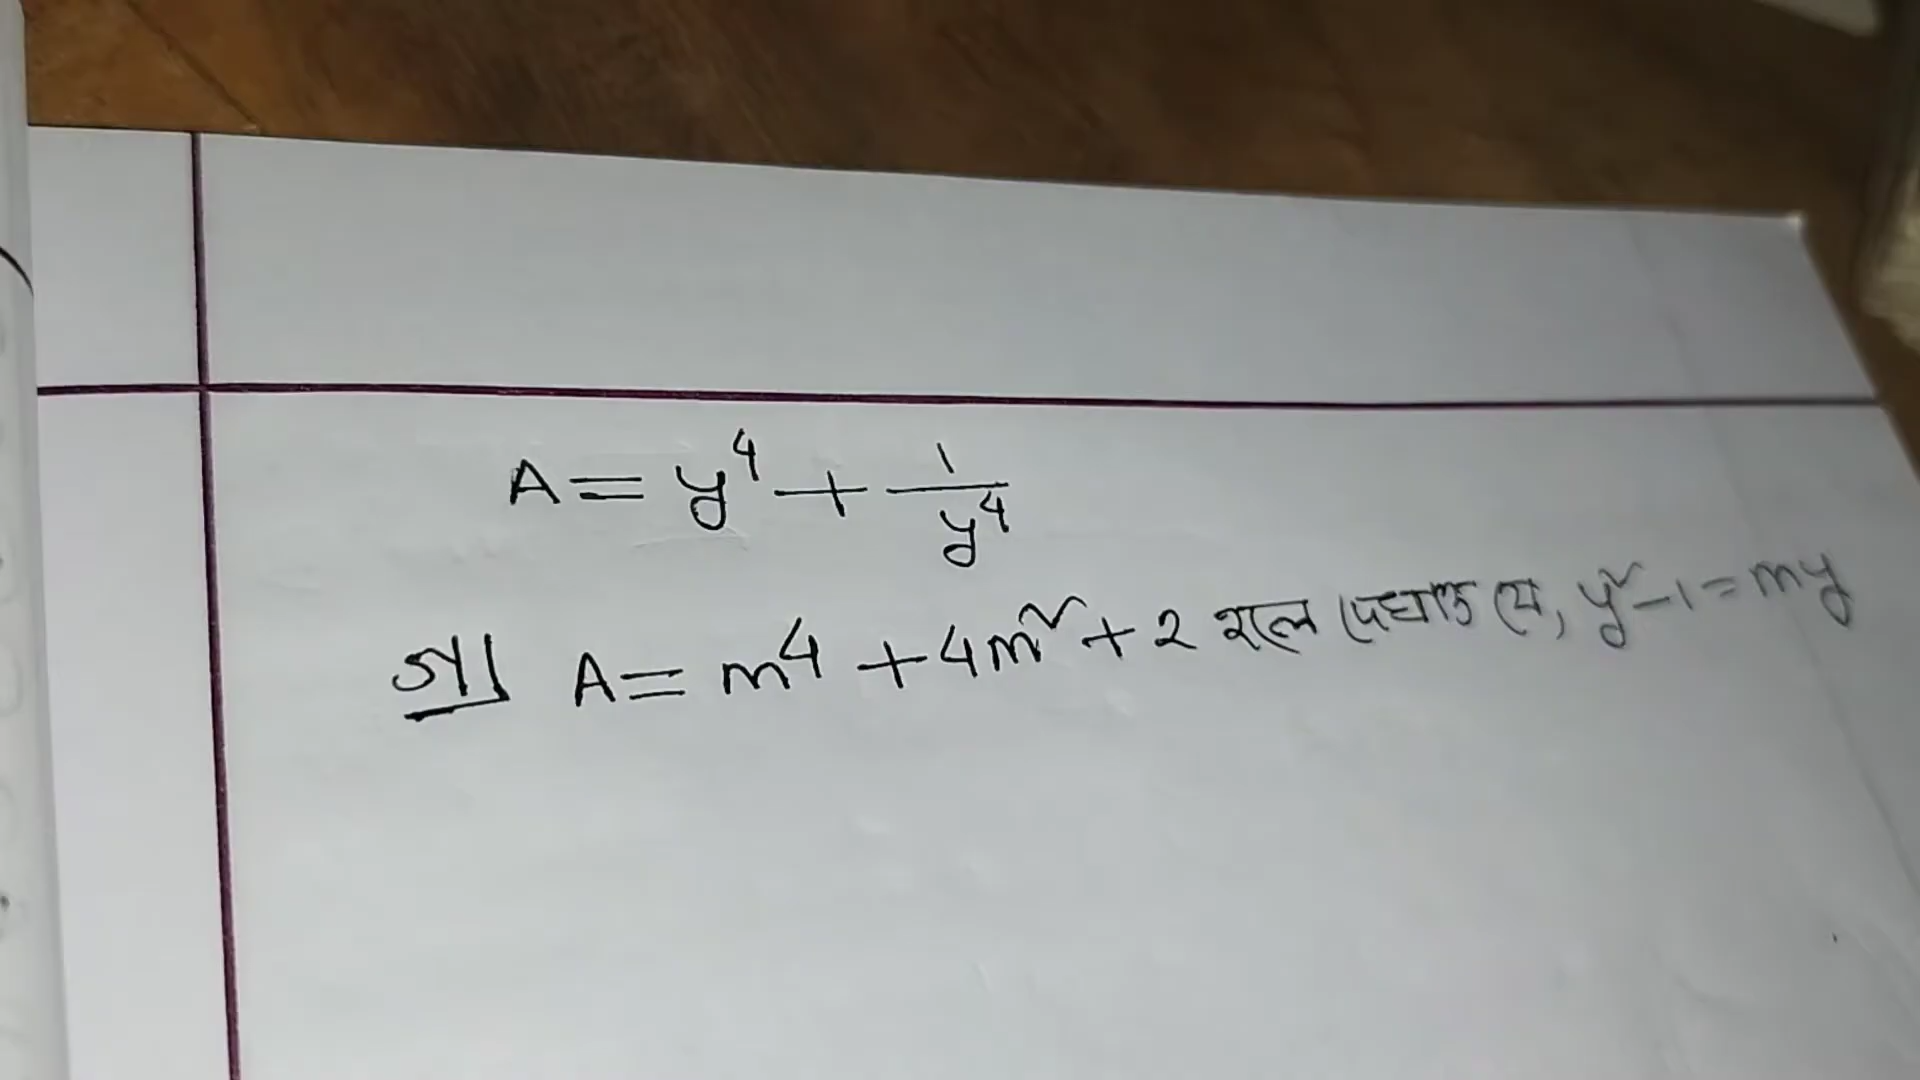 A = y⁴ + 1/y⁴
গ। A = m⁴ + 4m² + 2 হলে দেখাও যে, y² - 1 = my